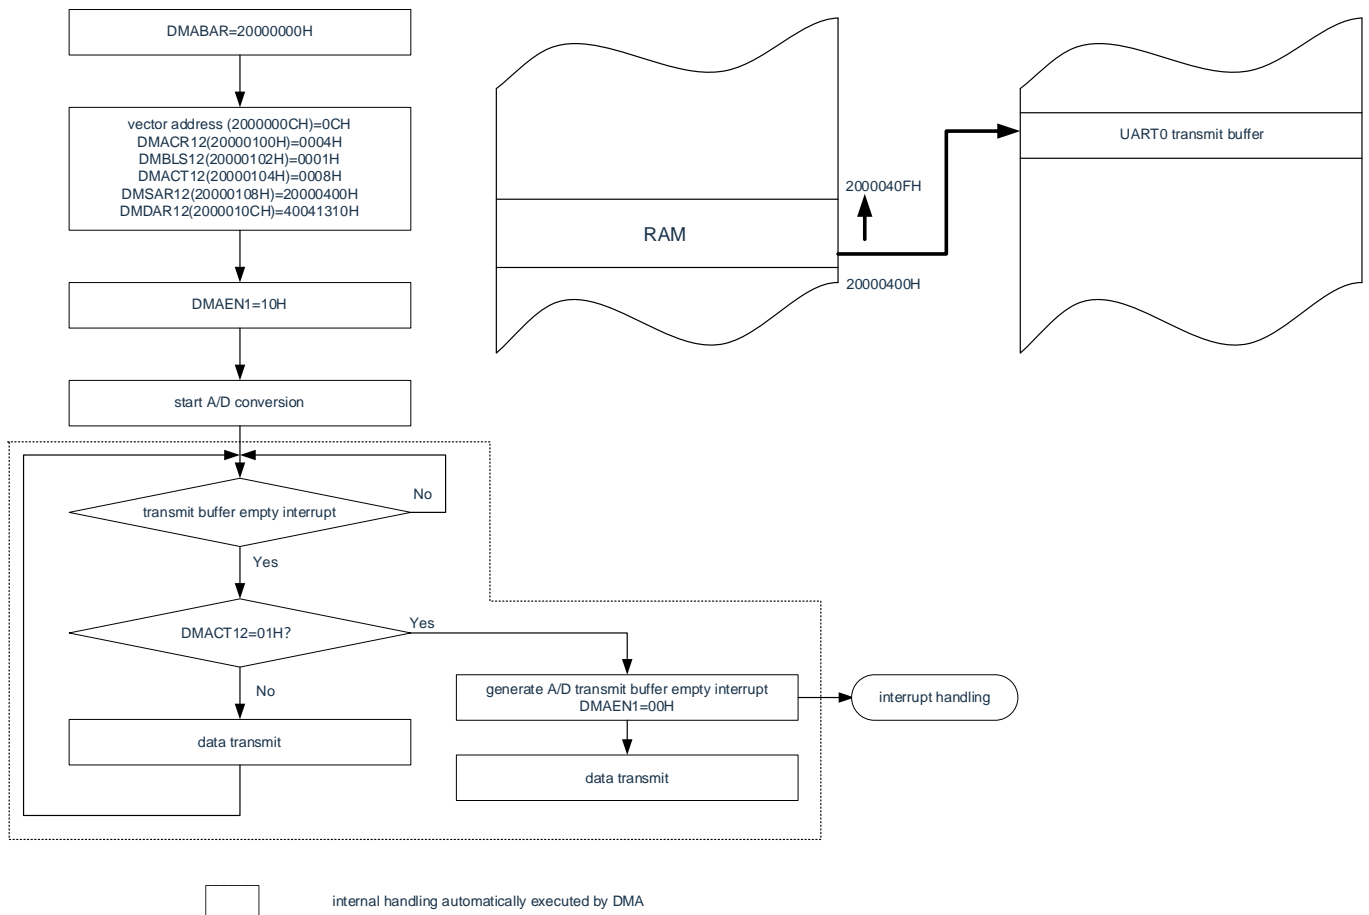 DMABAR=20000000H
vector address (2000000CH)=0CH
DMACR12(20000100H)=0004H
DMBLS12(20000102H)=0001H
DMACT12(20000104H)=0008H
DMSAR12(20000108H)=20000400H
DMDAR12(2000010CH)=40041310H
DMAEN1=10H
start A/D conversion
transmit buffer empty interrupt
No
Yes
DMACT12=01H?
Yes
No
data transmit
generate A/D transmit buffer empty interrupt
DMAEN1=00H
data transmit
interrupt handling
RAM
2000040FH
20000400H
UART0 transmit buffer
internal handling automatically executed by DMA